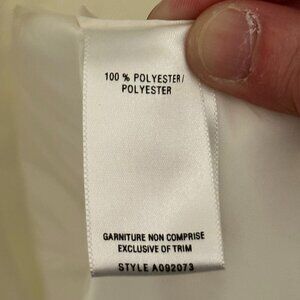 100 % POLYESTER/
POLYESTER
GARNITURE NON COMPRISE
EXCLUSIVE OF TRIM
STYLE A092073